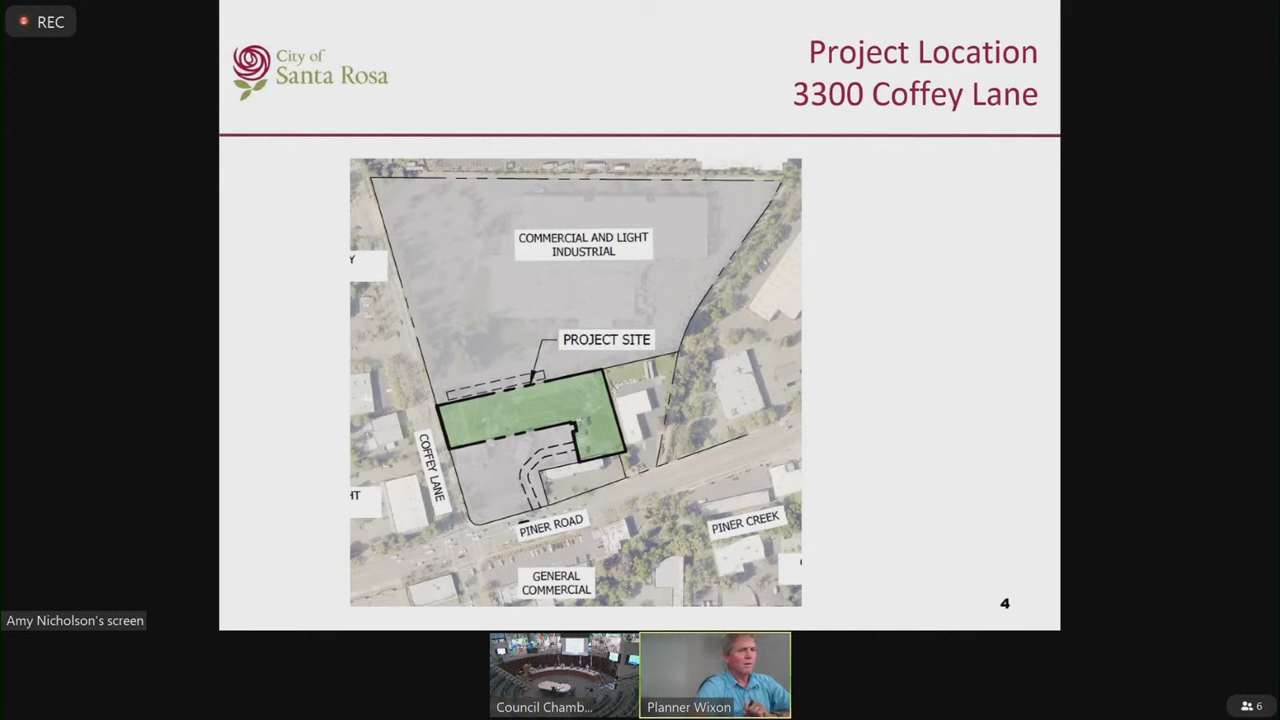 REC
City of
Santa Rosa
Project Location
3300 Coffey Lane
COMMERCIAL AND LIGHT
INDUSTRIAL
Y
PROJECT SITE
COFFEY LANE
HT
PINER ROAD
PINER CREEK
GENERAL
COMMERCIAL
4
Amy Nicholson's screen
Council Chamb...
Planner Wixon
6